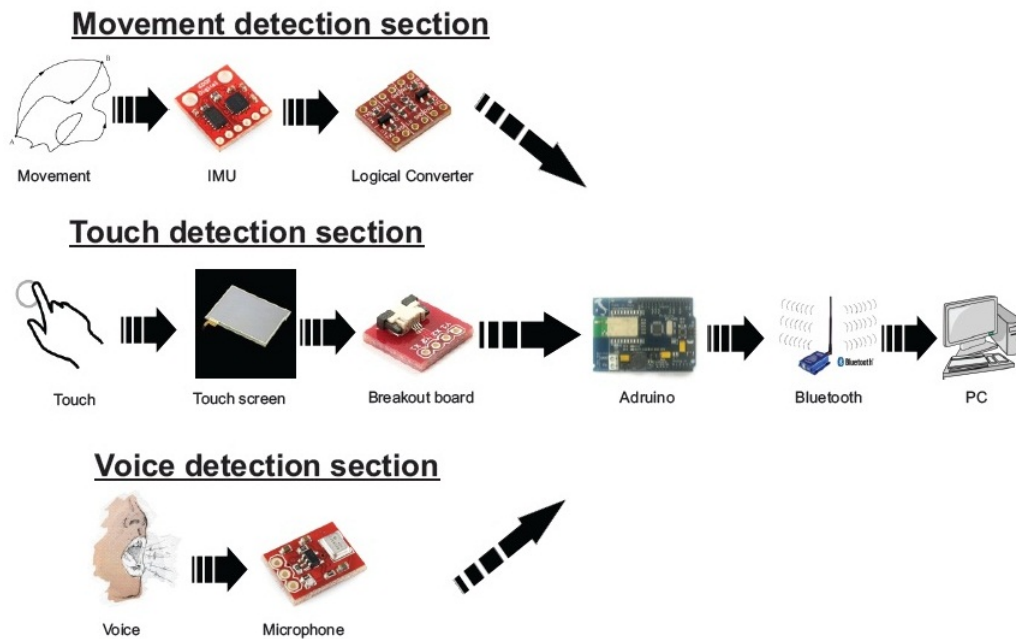 Movement detection section
Movement
IMU
Logical Converter
Touch detection section
Touch
Touch screen
Breakout board
Adruino
Bluetooth
Bluetooth
PC
Voice detection section
Voice
Microphone